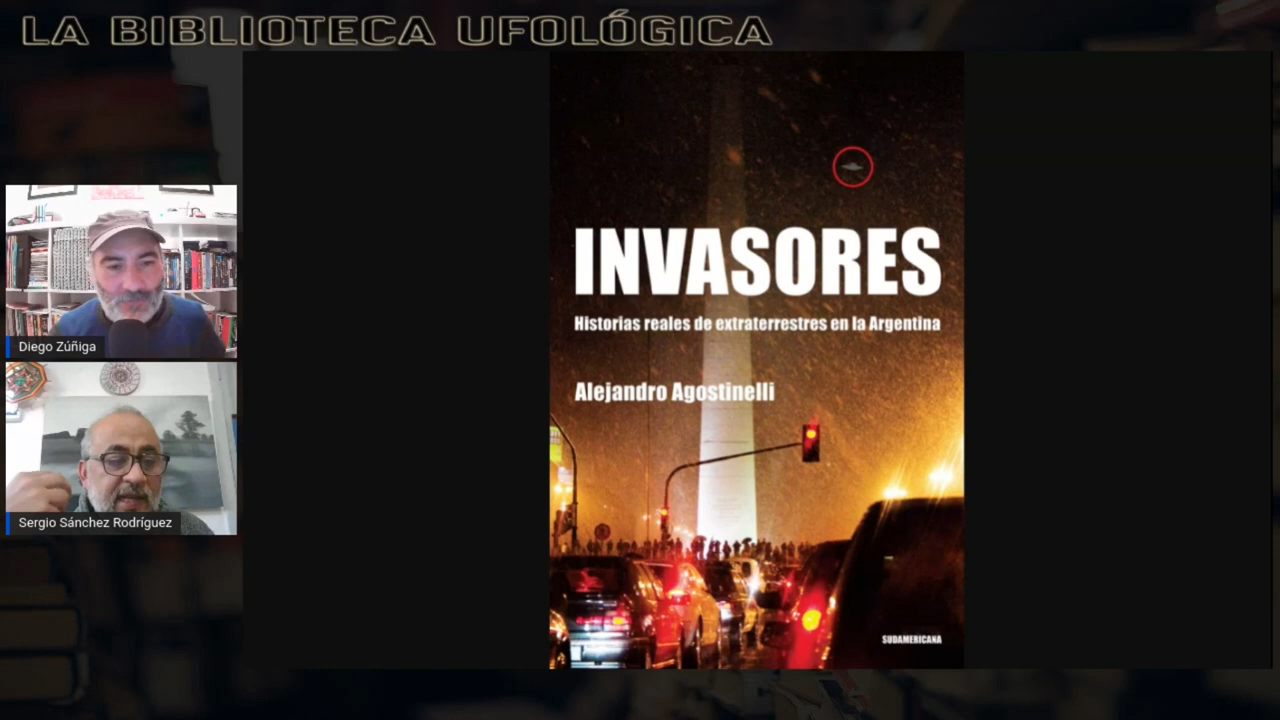 LA BIBLIOTECA UFOLÓGICA
Diego Zúñiga
Sergio Sánchez Rodríguez
INVASORES
Historias reales de extraterrestres en la Argentina
Alejandro Agostinelli
SUDAMERICANA